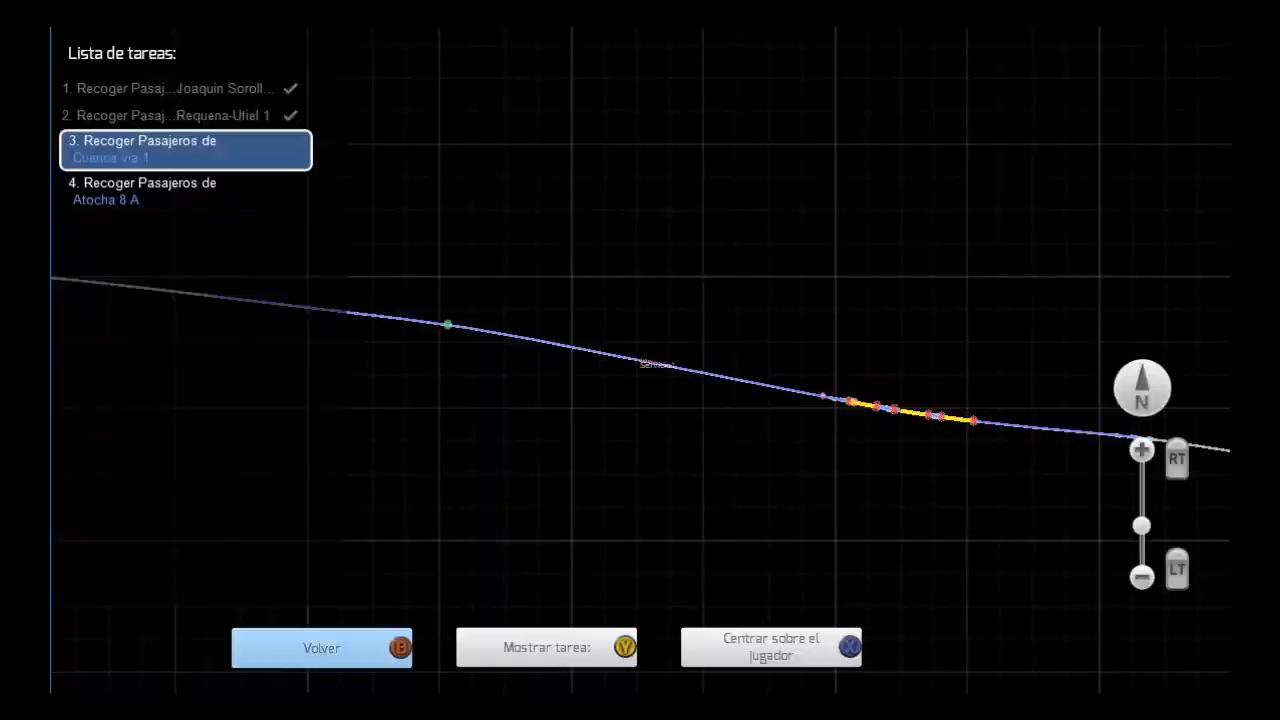 Lista de tareas:
1. Recoger Pasaj...Joaquin Soroll...
2. Recoger Pasaj...Requena-Utiel 1
3. Recoger Pasajeros de
Cuenca via 1
4. Recoger Pasajeros de
Atocha 8 A
N
RT
LT
Volver B
Mostrar tarea: Y
Centrar sobre el
jugador X